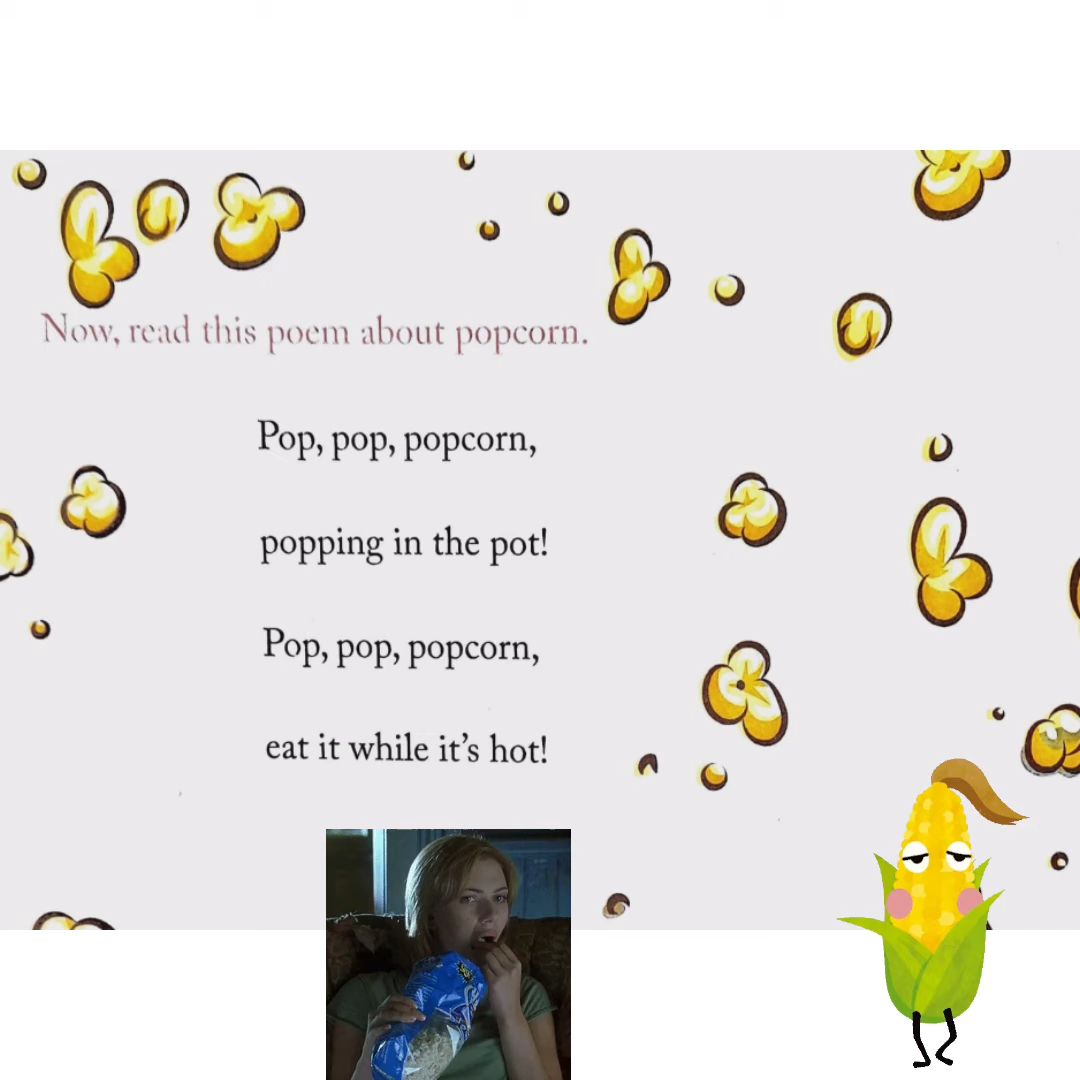 Now, read this poem about popcorn.
Pop, pop, popcorn,
popping in the pot!
Pop, pop, popcorn,
eat it while it’s hot!